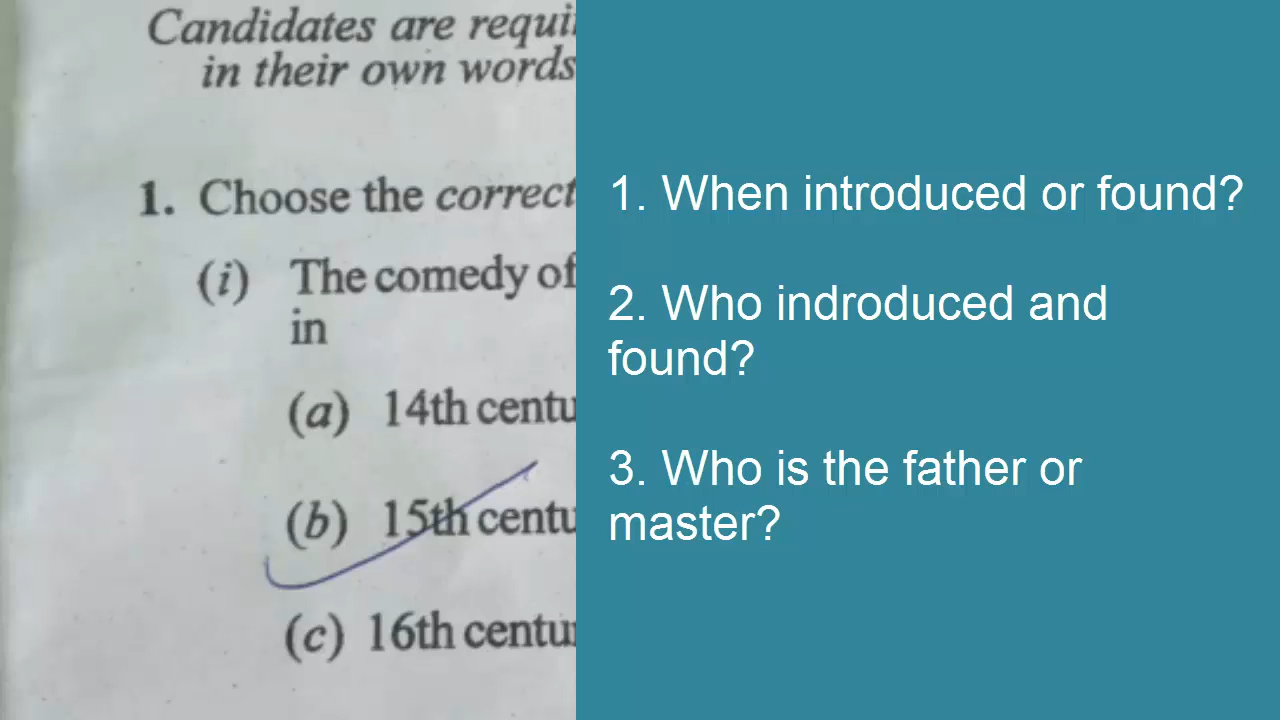 Candidates are requi
in their own words
1. Choose the correct
(i) The comedy of
in
(a) 14th centu
(b) 15th centu
(c) 16th centu
1. When introduced or found?
2. Who indroduced and
found?
3. Who is the father or
master?